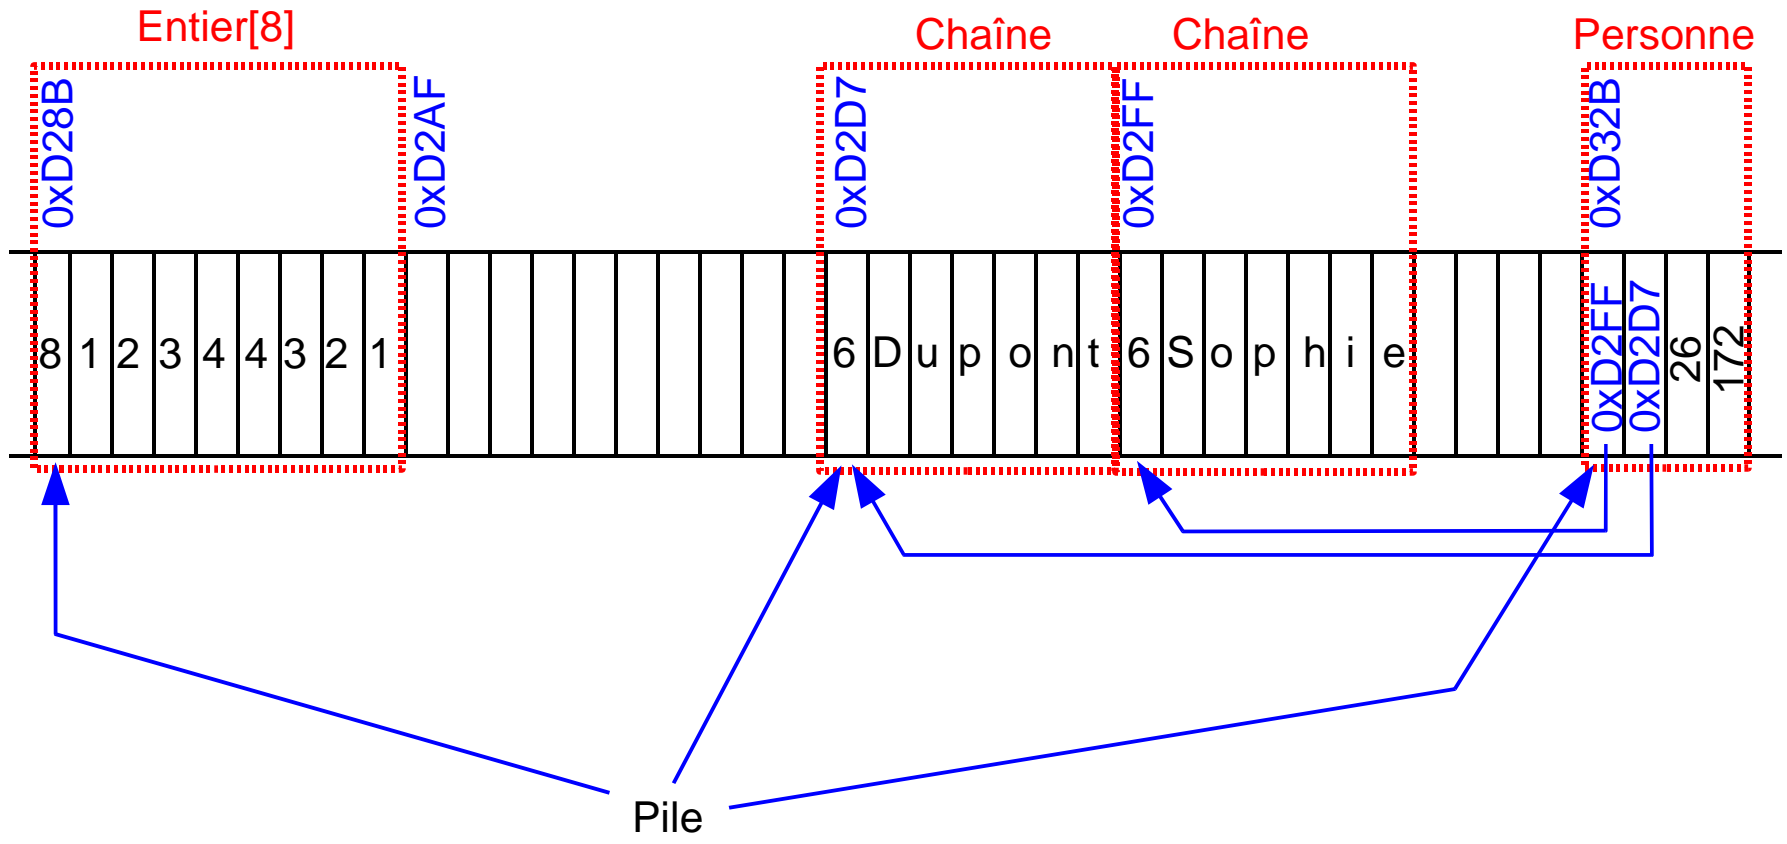 Entier[8]
Chaîne
Chaîne
Personne
0xD28B
0xD2AF
0xD2D7
0xD2FF
0xD32B
8 1 2 3 4 4 3 2 1
6 D u p o n t
6 S o p h i e
0xD2FF
0xD2D7
26
172
Pile